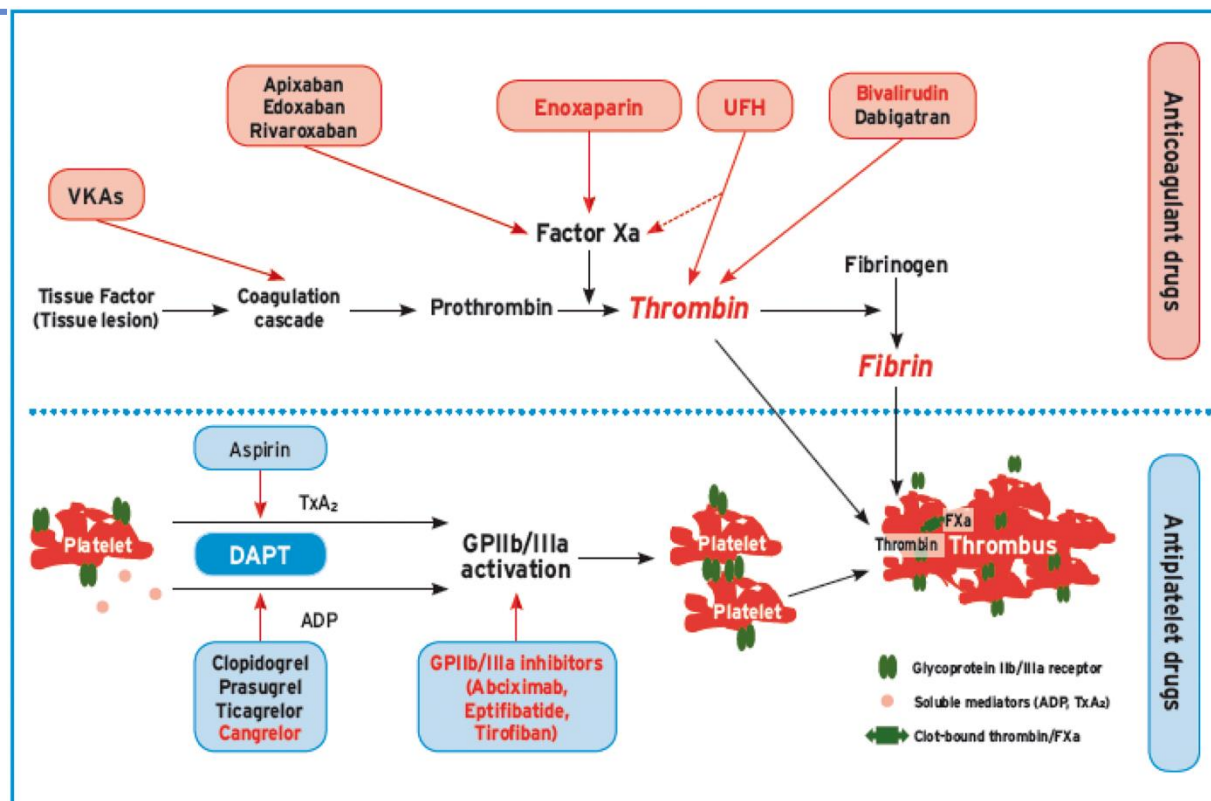 Apixaban
Edoxaban
Rivaroxaban
Enoxaparin
UFH
Bivalirudin
Dabigatran
Anticoagulant drugs
VKAs
Factor Xa
Fibrinogen
Tissue Factor
(Tissue lesion)
Coagulation
cascade
Prothrombin
Thrombin
Fibrin
Aspirin
TxA₂
Platelet
DAPT
GPIIb/IIIa
activation
ADP
Platelet
Platelet
FXa
Thrombin
Thrombus
Antiplatelet drugs
Clopidogrel
Prasugrel
Ticagrelor
Cangrelor
GPIIb/IIIa inhibitors
(Abciximab,
Eptifibatide,
Tirofiban)
Glycoprotein IIb/IIIa receptor
Soluble mediators (ADP, TxA₂)
Clot-bound thrombin/FXa